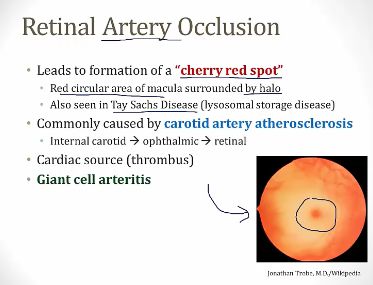 Retinal Artery Occlusion
• Leads to formation of a "cherry red spot"
• Red circular area of macula surrounded by halo
• Also seen in Tay Sachs Disease (lysosomal storage disease)
• Commonly caused by carotid artery atherosclerosis
• Internal carotid → ophthalmic → retinal
• Cardiac source (thrombus)
• Giant cell arteritis
Jonathan Trobe, M.D./Wikipedia